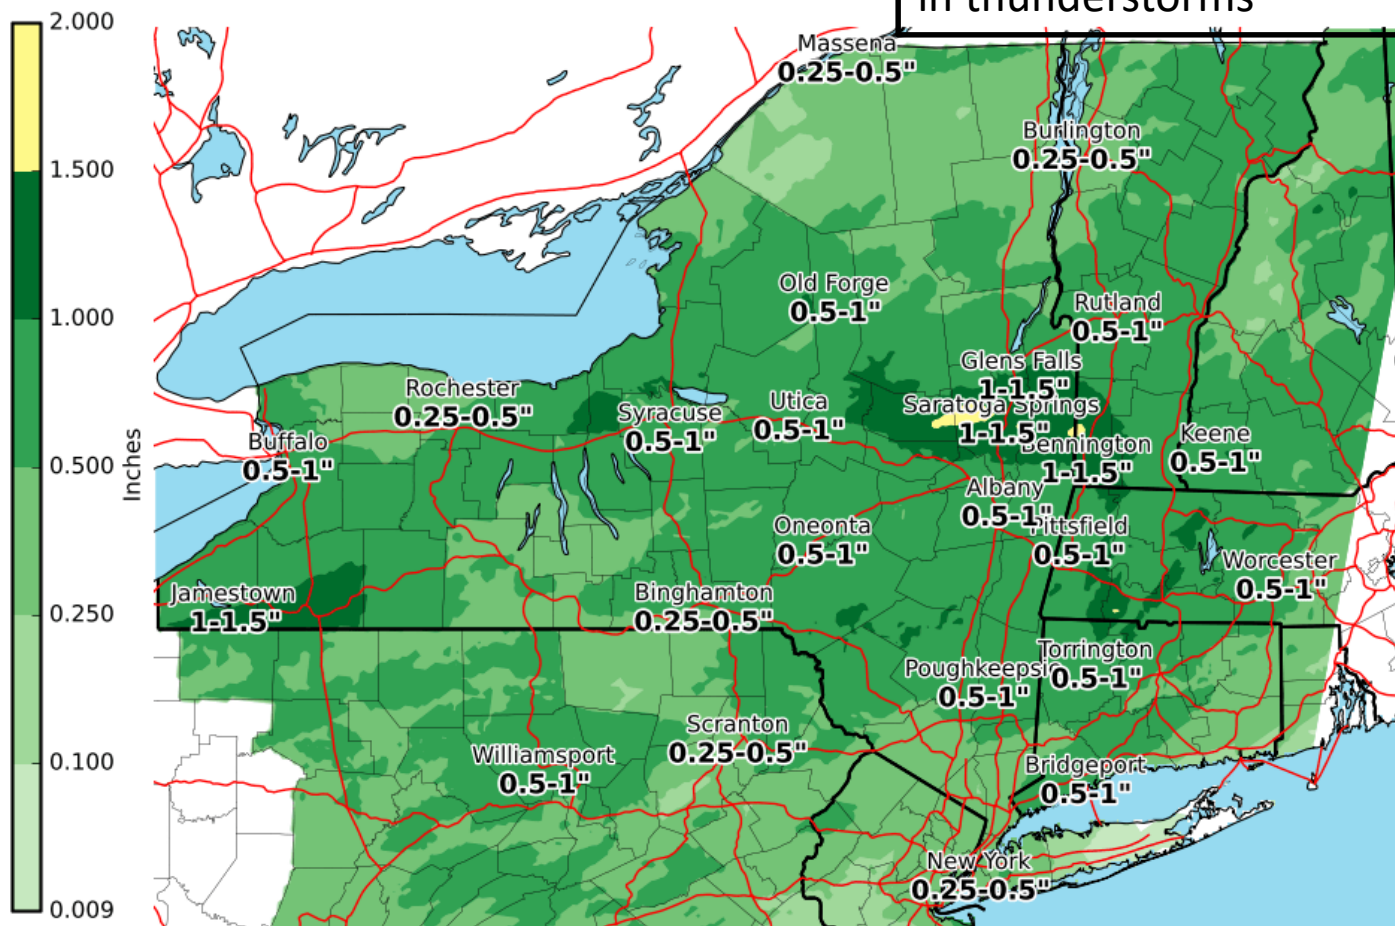 in thunderstorms
2.000
1.500
1.000
0.500
0.250
0.100
0.009
Inches
Massena
0.25-0.5"
Burlington
0.25-0.5"
Old Forge
0.5-1"
Rutland
0.5-1"
Glens Falls
1-1.5"
Rochester
0.25-0.5"
Syracuse
0.5-1"
Utica
0.5-1"
Saratoga Springs
1-1.5"
Buffalo
0.5-1"
Bennington
1-1.5"
Keene
0.5-1"
Albany
0.5-1"
Oneonta
0.5-1"
Pittsfield
0.5-1"
Worcester
0.5-1"
Jamestown
1-1.5"
Binghamton
0.25-0.5"
Poughkeepsie
0.5-1"
Torrington
0.5-1"
Scranton
0.25-0.5"
Williamsport
0.5-1"
Bridgeport
0.5-1"
New York
0.25-0.5"